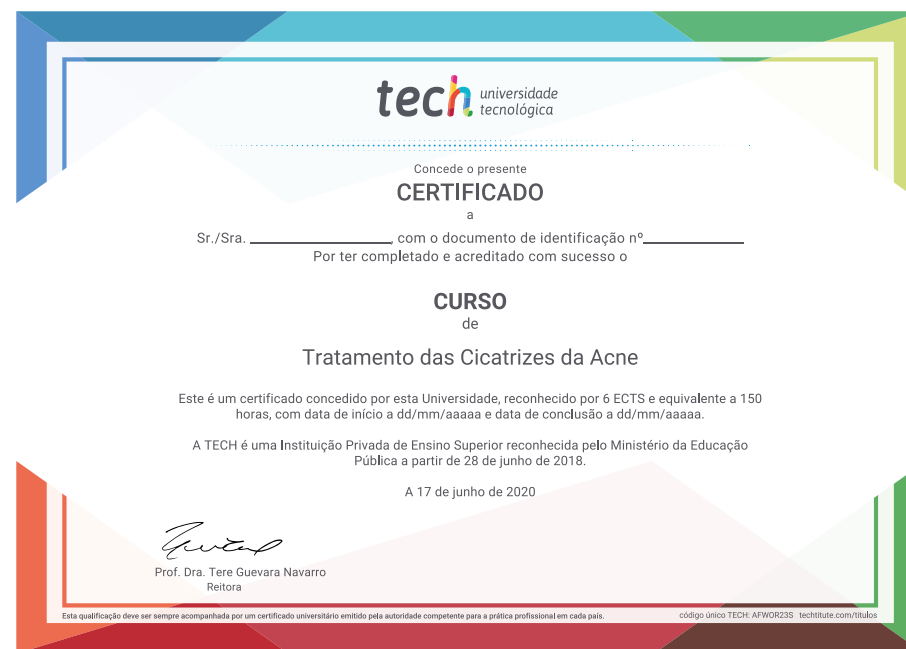 tech universidade
tecnológica
Concede o presente
CERTIFICADO
a
Sr./Sra. ________________, com o documento de identificação nº____________
Por ter completado e acreditado com sucesso o
CURSO
de
Tratamento das Cicatrizes da Acne
Este é um certificado concedido por esta Universidade, reconhecido por 6 ECTS e equivalente a 150
horas, com data de início a dd/mm/aaaaa e data de conclusão a dd/mm/aaaaa.
A TECH é uma Instituição Privada de Ensino Superior reconhecida pelo Ministério da Educação
Pública a partir de 28 de junho de 2018.
A 17 de junho de 2020
Prof. Dra. Tere Guevara Navarro
Reitora
Esta qualificação deve ser sempre acompanhada por um certificado universitário emitido pela autoridade competente para a prática profissional em cada país.
código único TECH: AFWOR23S techtitute.com/titulos